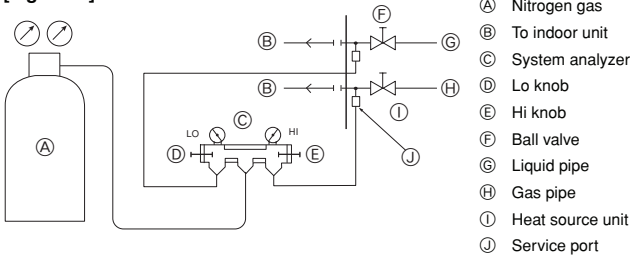 Ⓐ Nitrogen gas
Ⓑ To indoor unit
Ⓒ System analyzer
Ⓓ Lo knob
Ⓔ Hi knob
Ⓕ Ball valve
Ⓖ Liquid pipe
Ⓗ Gas pipe
Ⓘ Heat source unit
Ⓙ Service port
Ⓕ
Ⓑ Ⓖ
Ⓑ Ⓗ
Ⓒ Ⓘ
LO HI
Ⓐ Ⓓ Ⓔ Ⓙ